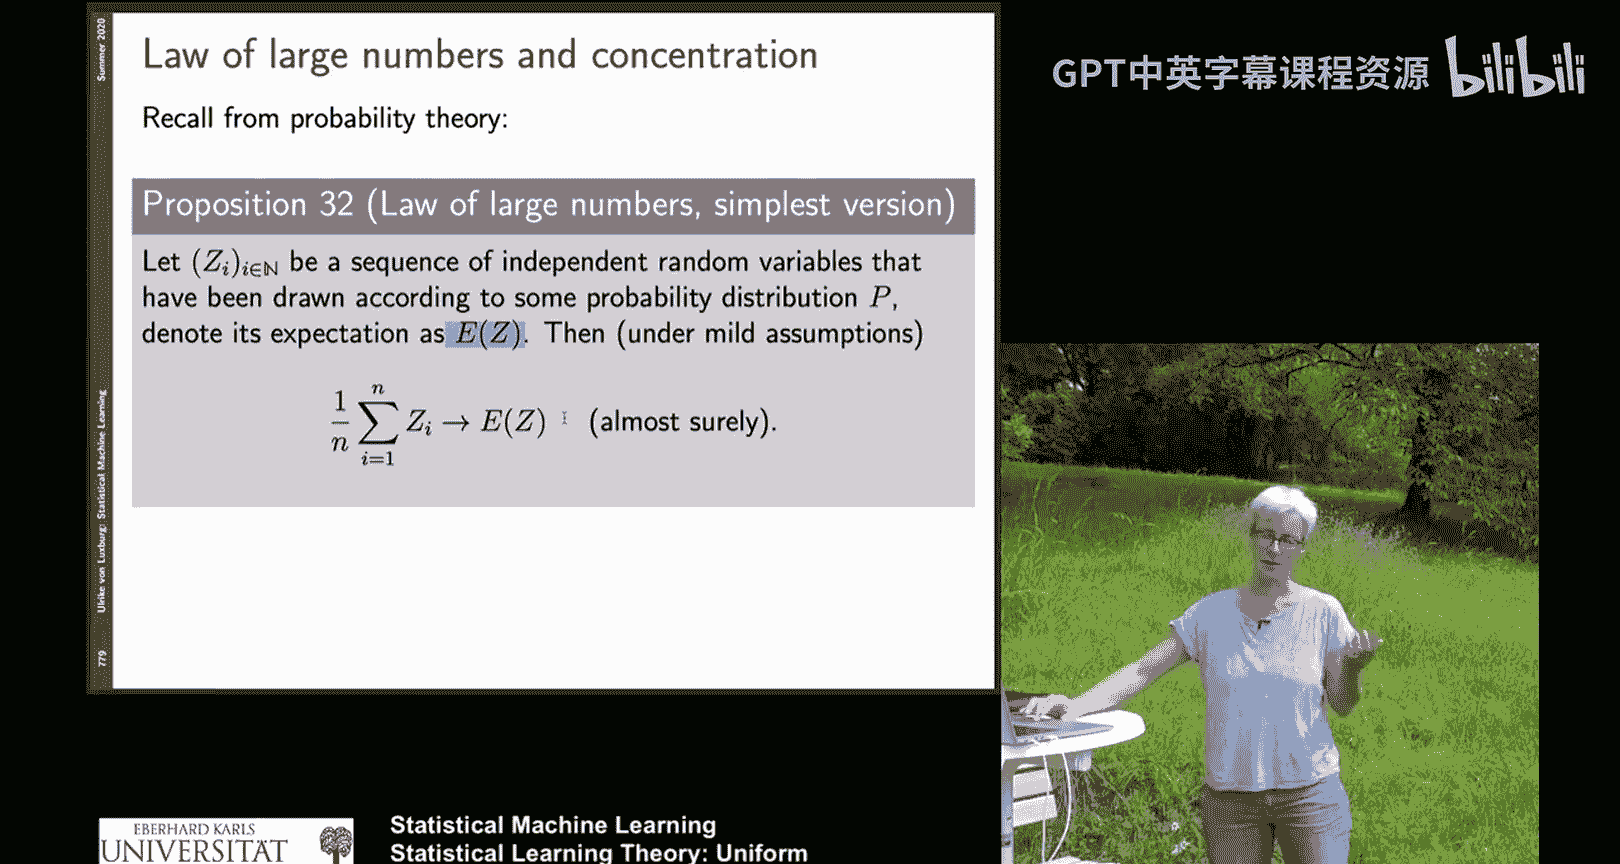 Summer 2020
Law of large numbers and concentration
Recall from probability theory:
Proposition 32 (Law of large numbers, simplest version)
Let (Z_i)_{i∈ℕ} be a sequence of independent random variables that
have been drawn according to some probability distribution P,
denote its expectation as E(Z). Then (under mild assumptions)
1/n ∑_{i=1}^{n} Z_i → E(Z) (almost surely).
Ulrike von Luxburg: Statistical Machine Learning
779
GPT中英字幕课程资源 bilibili
EBERHARD KARLS
UNIVERSITÄT
Statistical Machine Learning
Statistical Learning Theory: Uniform